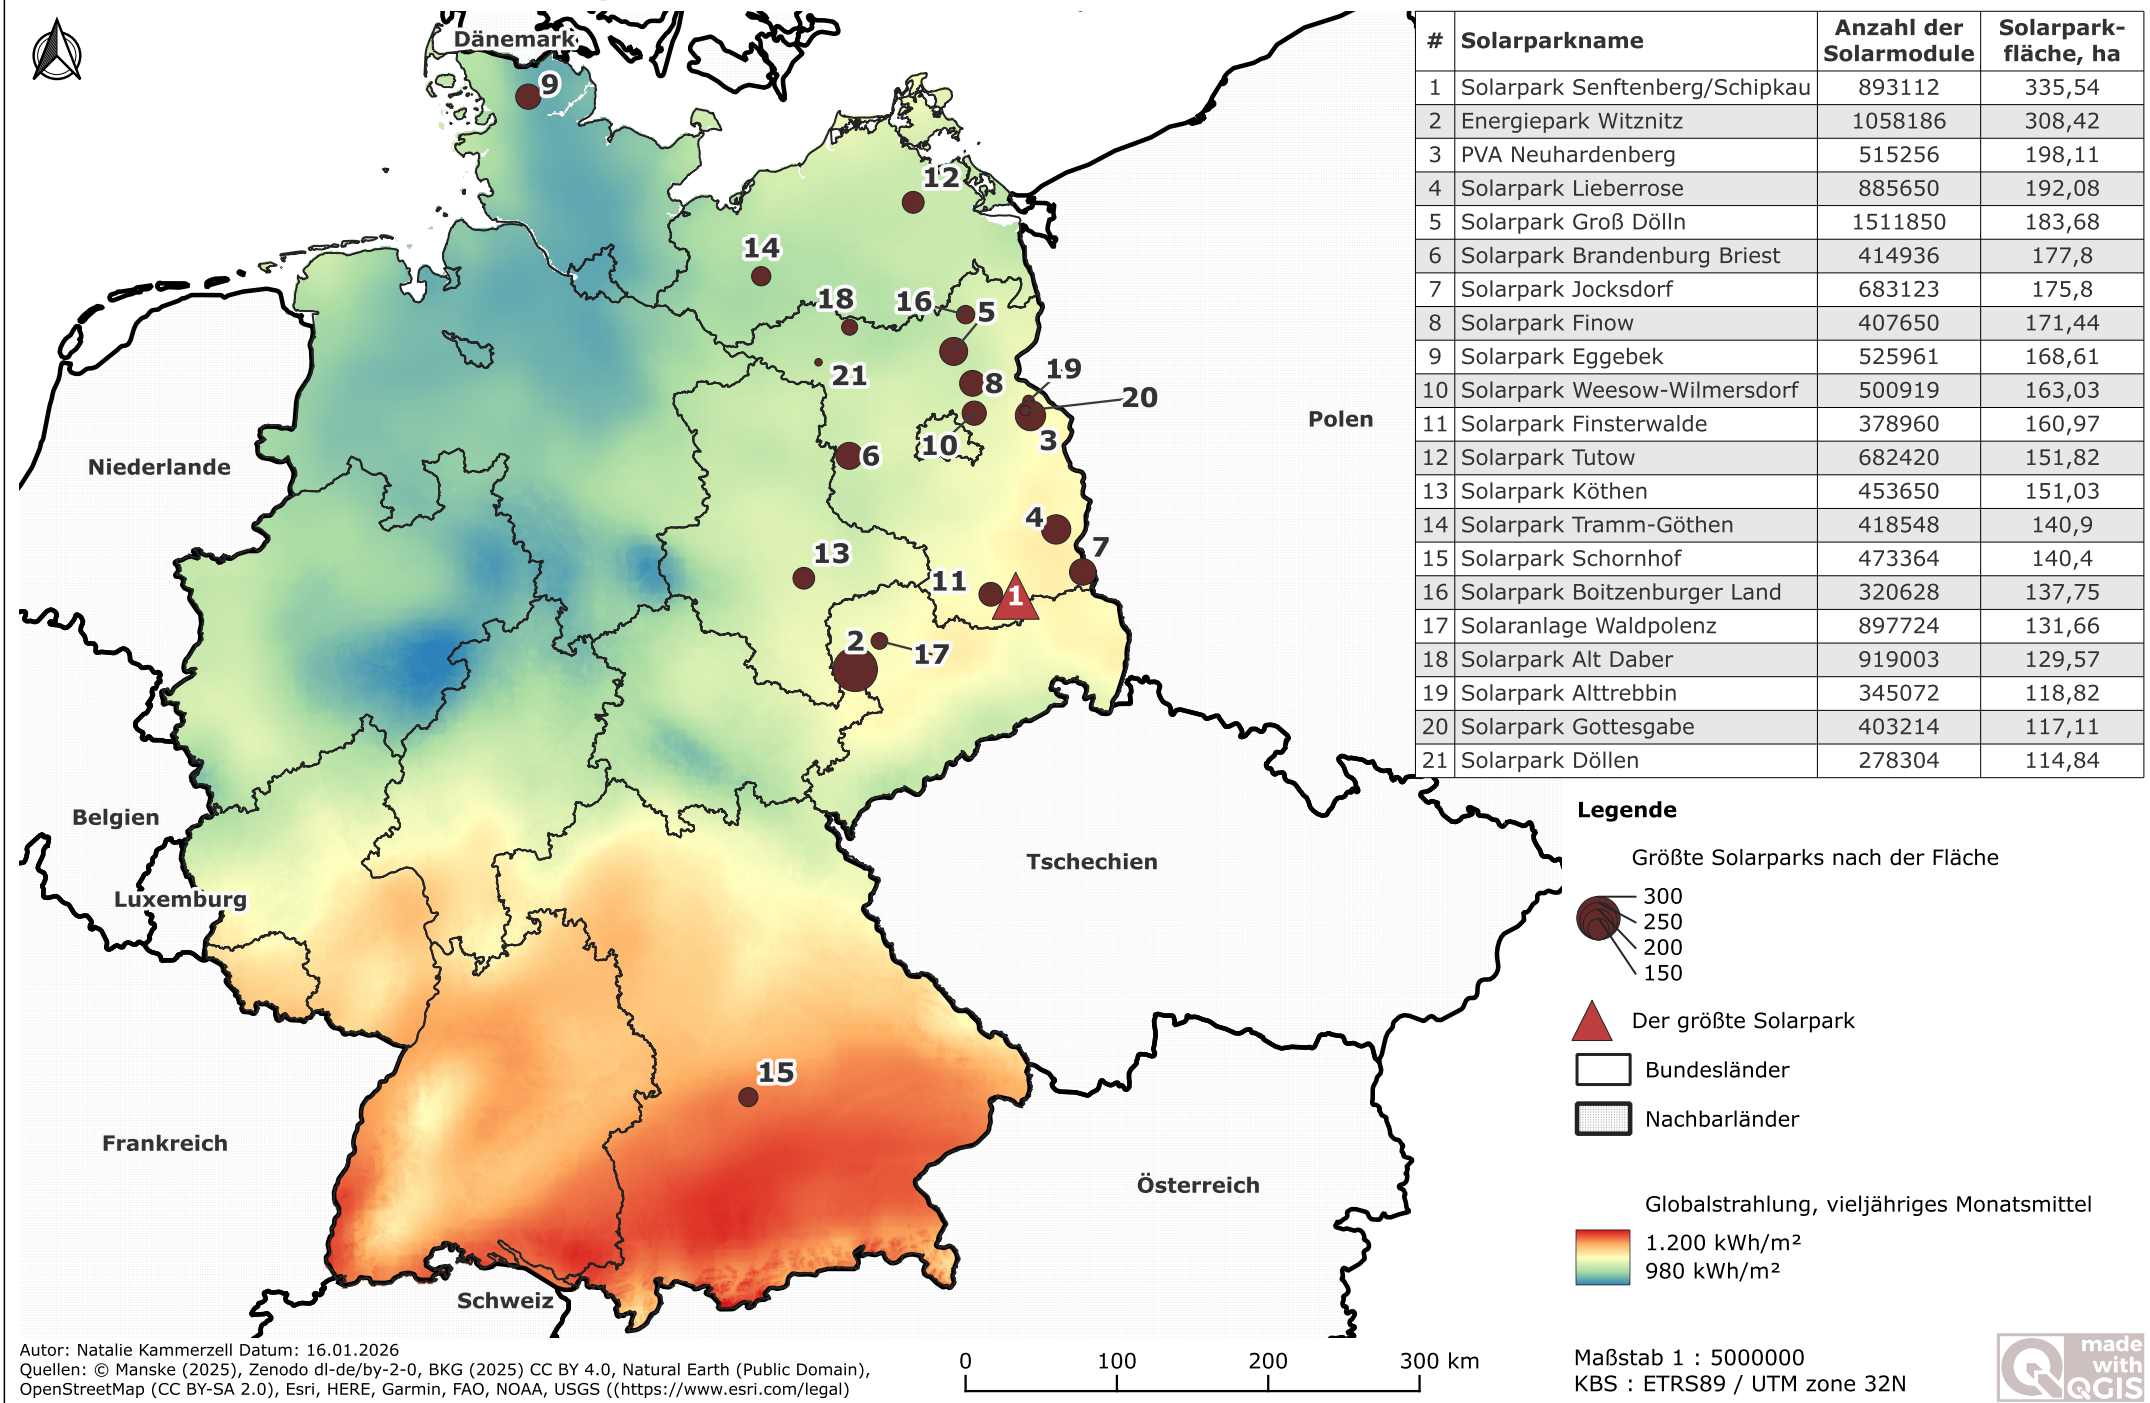 Dänemark
9
12
14
18
16
5
21
8
19
20
10
3
6
Polen
Niederlande
4
7
13
11
1
2
17
Belgien
Tschechien
Luxemburg
15
Frankreich
Österreich
Schweiz
# Solarparkname Anzahl der Solarmodule Solarpark-fläche, ha
1 Solarpark Senftenberg/Schipkau 893112 335,54
2 Energiepark Witznitz 1058186 308,42
3 PVA Neuhardenberg 515256 198,11
4 Solarpark Lieberrose 885650 192,08
5 Solarpark Groß Dölln 1511850 183,68
6 Solarpark Brandenburg Briest 414936 177,8
7 Solarpark Jocksdorf 683123 175,8
8 Solarpark Finow 407650 171,44
9 Solarpark Eggebek 525961 168,61
10 Solarpark Weesow-Wilmersdorf 500919 163,03
11 Solarpark Finsterwalde 378960 160,97
12 Solarpark Tutow 682420 151,82
13 Solarpark Köthen 453650 151,03
14 Solarpark Tramm-Göthen 418548 140,9
15 Solarpark Schornhof 473364 140,4
16 Solarpark Boitzenburger Land 320628 137,75
17 Solaranlage Waldpolenz 897724 131,66
18 Solarpark Alt Daber 919003 129,57
19 Solarpark Alttrebbin 345072 118,82
20 Solarpark Gottesgabe 403214 117,11
21 Solarpark Döllen 278304 114,84
Legende
Größte Solarparks nach der Fläche
300
250
200
150
Der größte Solarpark
Bundesländer
Nachbarländer
Globalstrahlung, vieljähriges Monatsmittel
1.200 kWh/m²
980 kWh/m²
Autor: Natalie Kammerzell Datum: 16.01.2026
Quellen: © Manske (2025), Zenodo dl-de/by-2-0, BKG (2025) CC BY 4.0, Natural Earth (Public Domain),
OpenStreetMap (CC BY-SA 2.0), Esri, HERE, Garmin, FAO, NOAA, USGS ((https://www.esri.com/legal)
0 100 200 300 km
Maßstab 1 : 5000000
KBS : ETRS89 / UTM zone 32N
made
with
QGIS